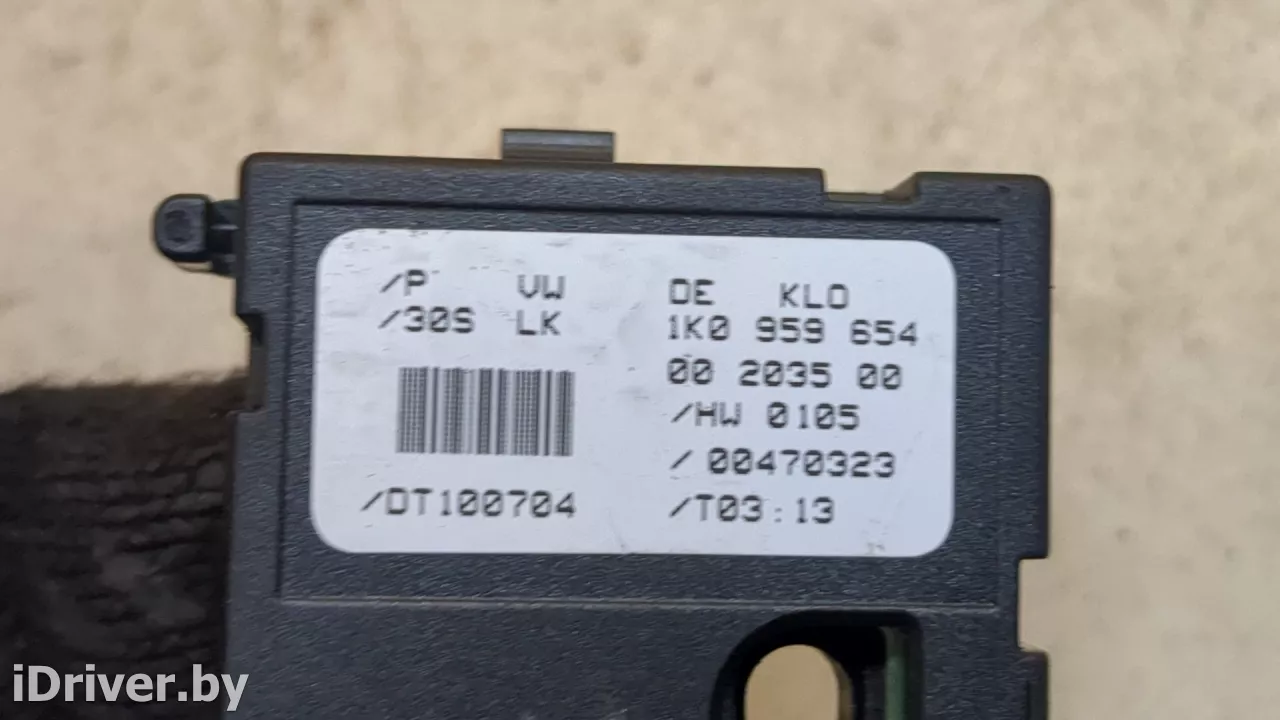 /P VW DE KLO
/30S LK 1K0 959 654
00 2035 00
/HW 0105
/ 00470323
/DT100704 /T03:13
iDriver.by